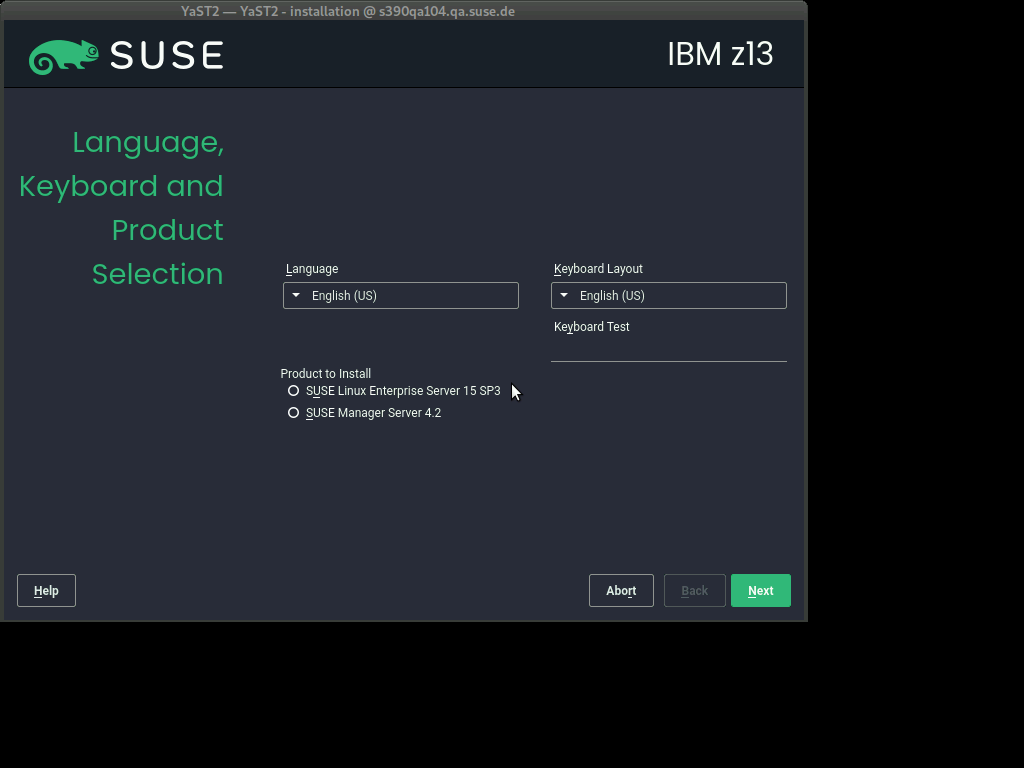 YaST2 — YaST2 - installation @ s390qa104.qa.suse.de
SUSE
IBM z13
Language,
Keyboard and
Product
Selection
Language
Keyboard Layout
English (US)
English (US)
Keyboard Test
Product to Install
SUSE Linux Enterprise Server 15 SP3
SUSE Manager Server 4.2
Help
Abort
Back
Next